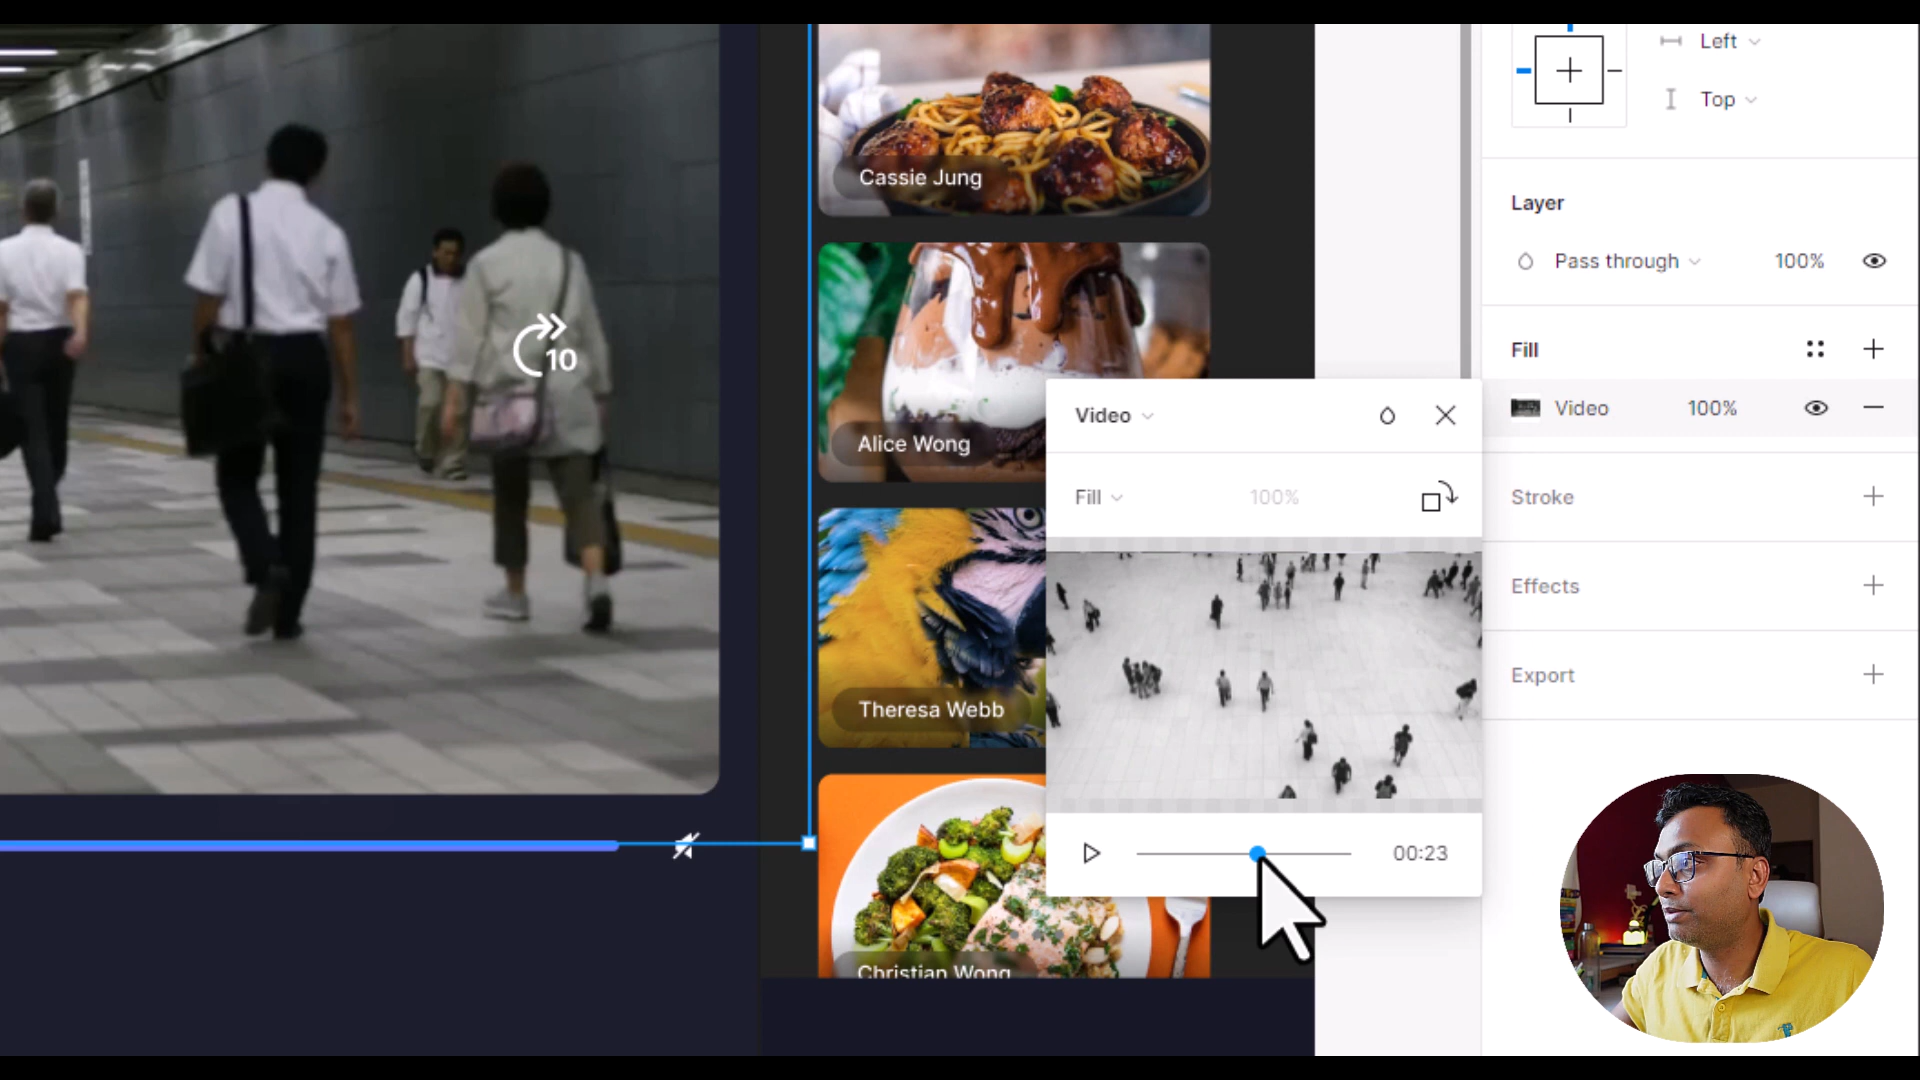 Left
Top
Cassie Jung
Layer
Pass through
100%
Fill
10
Video
100%
Video
Alice Wong
Fill
100%
Stroke
Effects
Theresa Webb
Export
00:23
Christian Wong